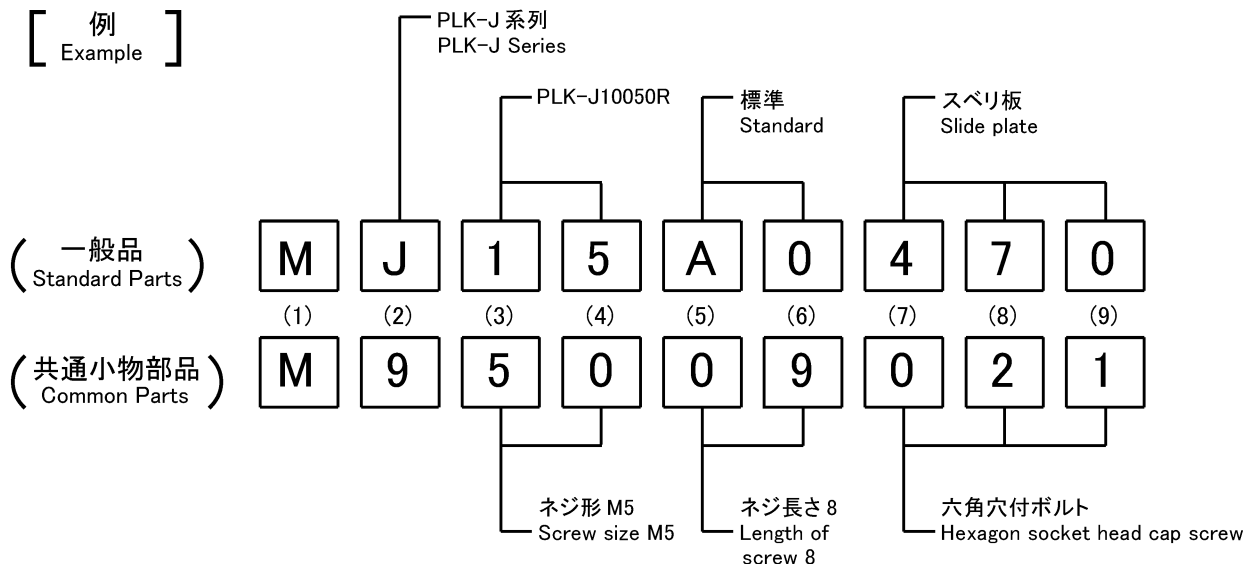 例
Example
PLK-J 系列
PLK-J Series
PLK-J10050R
標準
Standard
スベリ板
Slide plate
一般品
Standard Parts
M J 1 5 A 0 4 7 0
(1) (2) (3) (4) (5) (6) (7) (8) (9)
共通小物部品
Common Parts
M 9 5 0 0 9 0 2 1
ネジ形 M5
Screw size M5
ネジ長さ 8
Length of
screw 8
六角穴付ボルト
Hexagon socket head cap screw